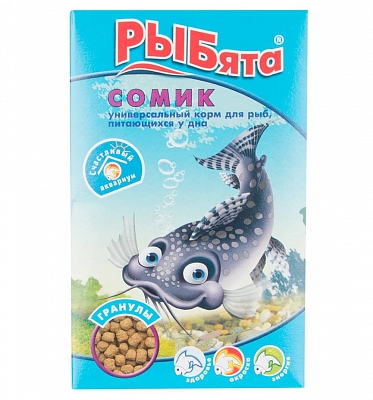 РЫБята®
СОМИК
универсальный корм для рыб,
питающихся у дна
Счастливый
аквариум
ГРАНУЛЫ
здоровье
окраска
энергия